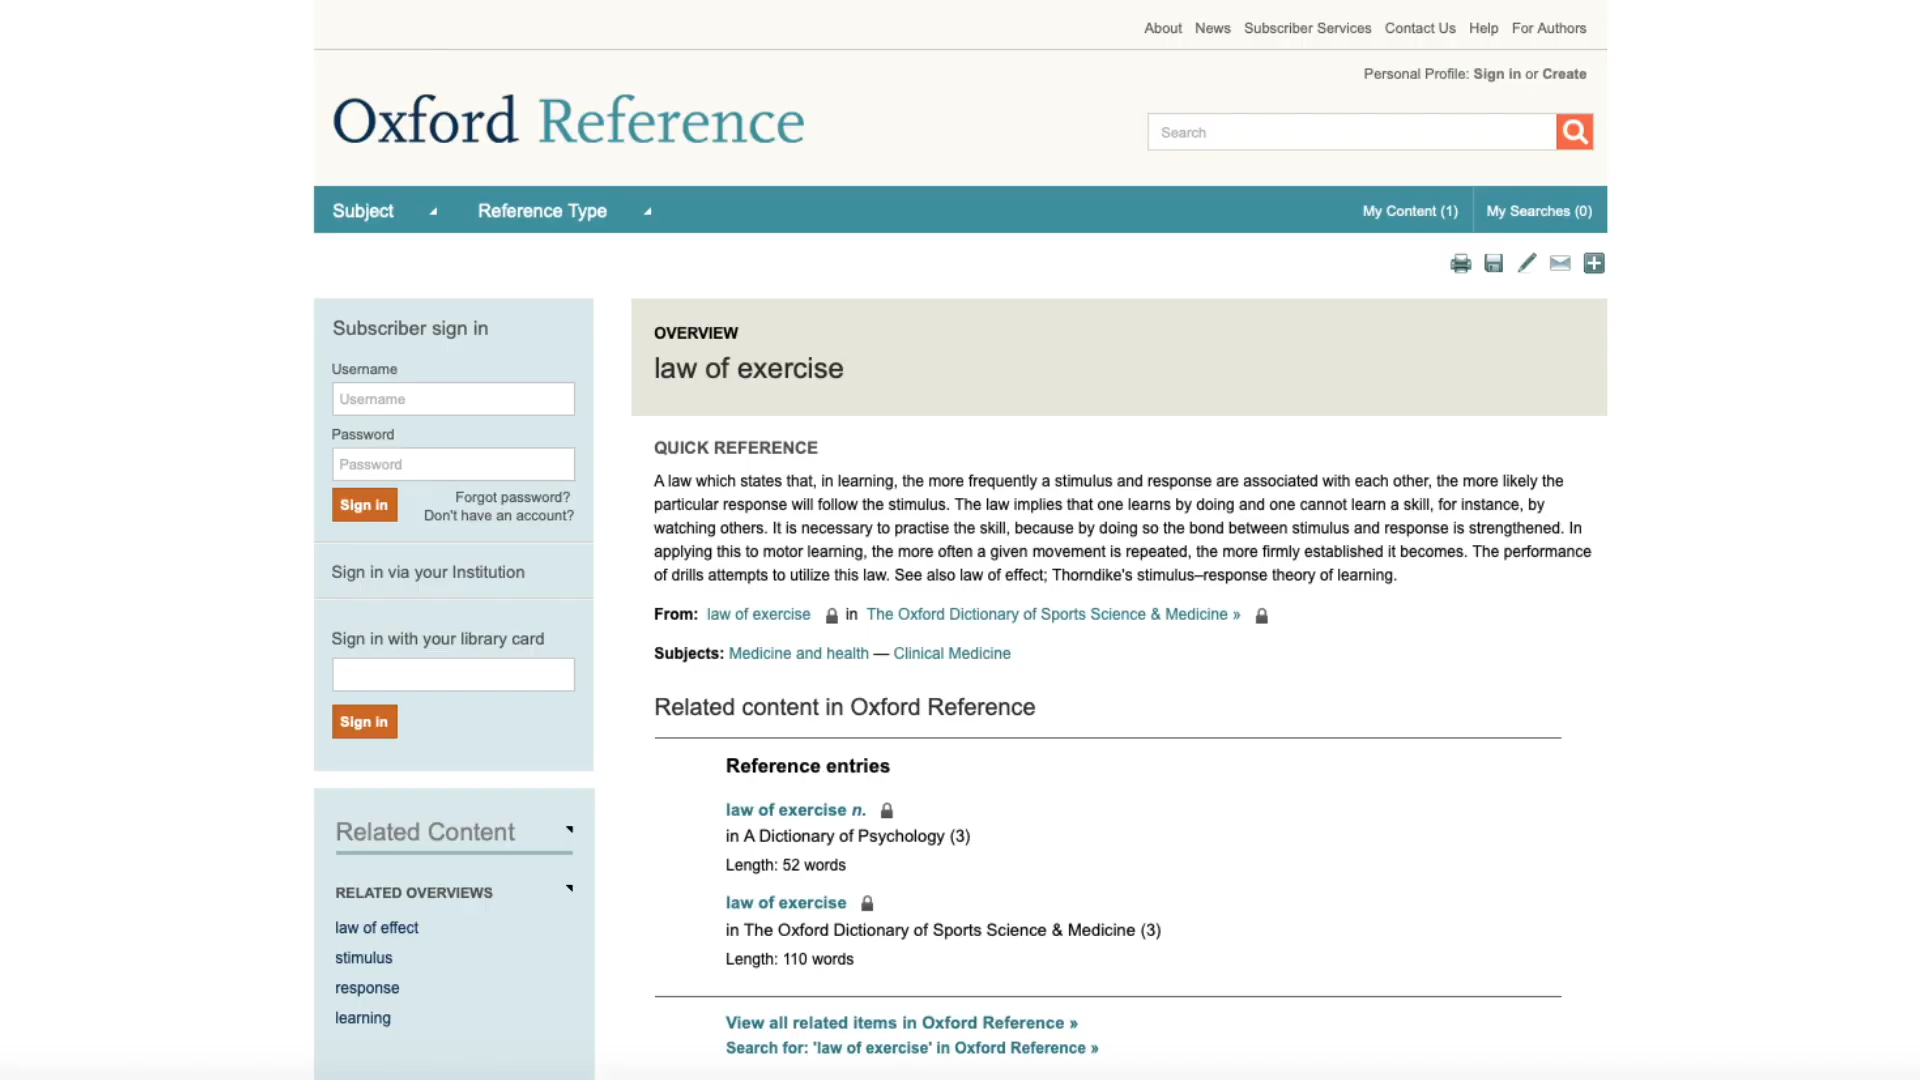 About News Subscriber Services Contact Us Help For Authors
Personal Profile: Sign in or Create
Oxford Reference
Search
Subject Reference Type My Content (1) My Searches (0)
Subscriber sign in
Username
Username
Password
Password
Sign in
Forgot password?
Don't have an account?
Sign in via your Institution
Sign in with your library card
Sign in
Related Content
RELATED OVERVIEWS
law of effect
stimulus
response
learning
OVERVIEW
law of exercise
QUICK REFERENCE
A law which states that, in learning, the more frequently a stimulus and response are associated with each other, the more likely the
particular response will follow the stimulus. The law implies that one learns by doing and one cannot learn a skill, for instance, by
watching others. It is necessary to practise the skill, because by doing so the bond between stimulus and response is strengthened. In
applying this to motor learning, the more often a given movement is repeated, the more firmly established it becomes. The performance
of drills attempts to utilize this law. See also law of effect; Thorndike's stimulus–response theory of learning.
From: law of exercise in The Oxford Dictionary of Sports Science & Medicine »
Subjects: Medicine and health — Clinical Medicine
Related content in Oxford Reference
Reference entries
law of exercise n.
in A Dictionary of Psychology (3)
Length: 52 words
law of exercise
in The Oxford Dictionary of Sports Science & Medicine (3)
Length: 110 words
View all related items in Oxford Reference »
Search for: 'law of exercise' in Oxford Reference »